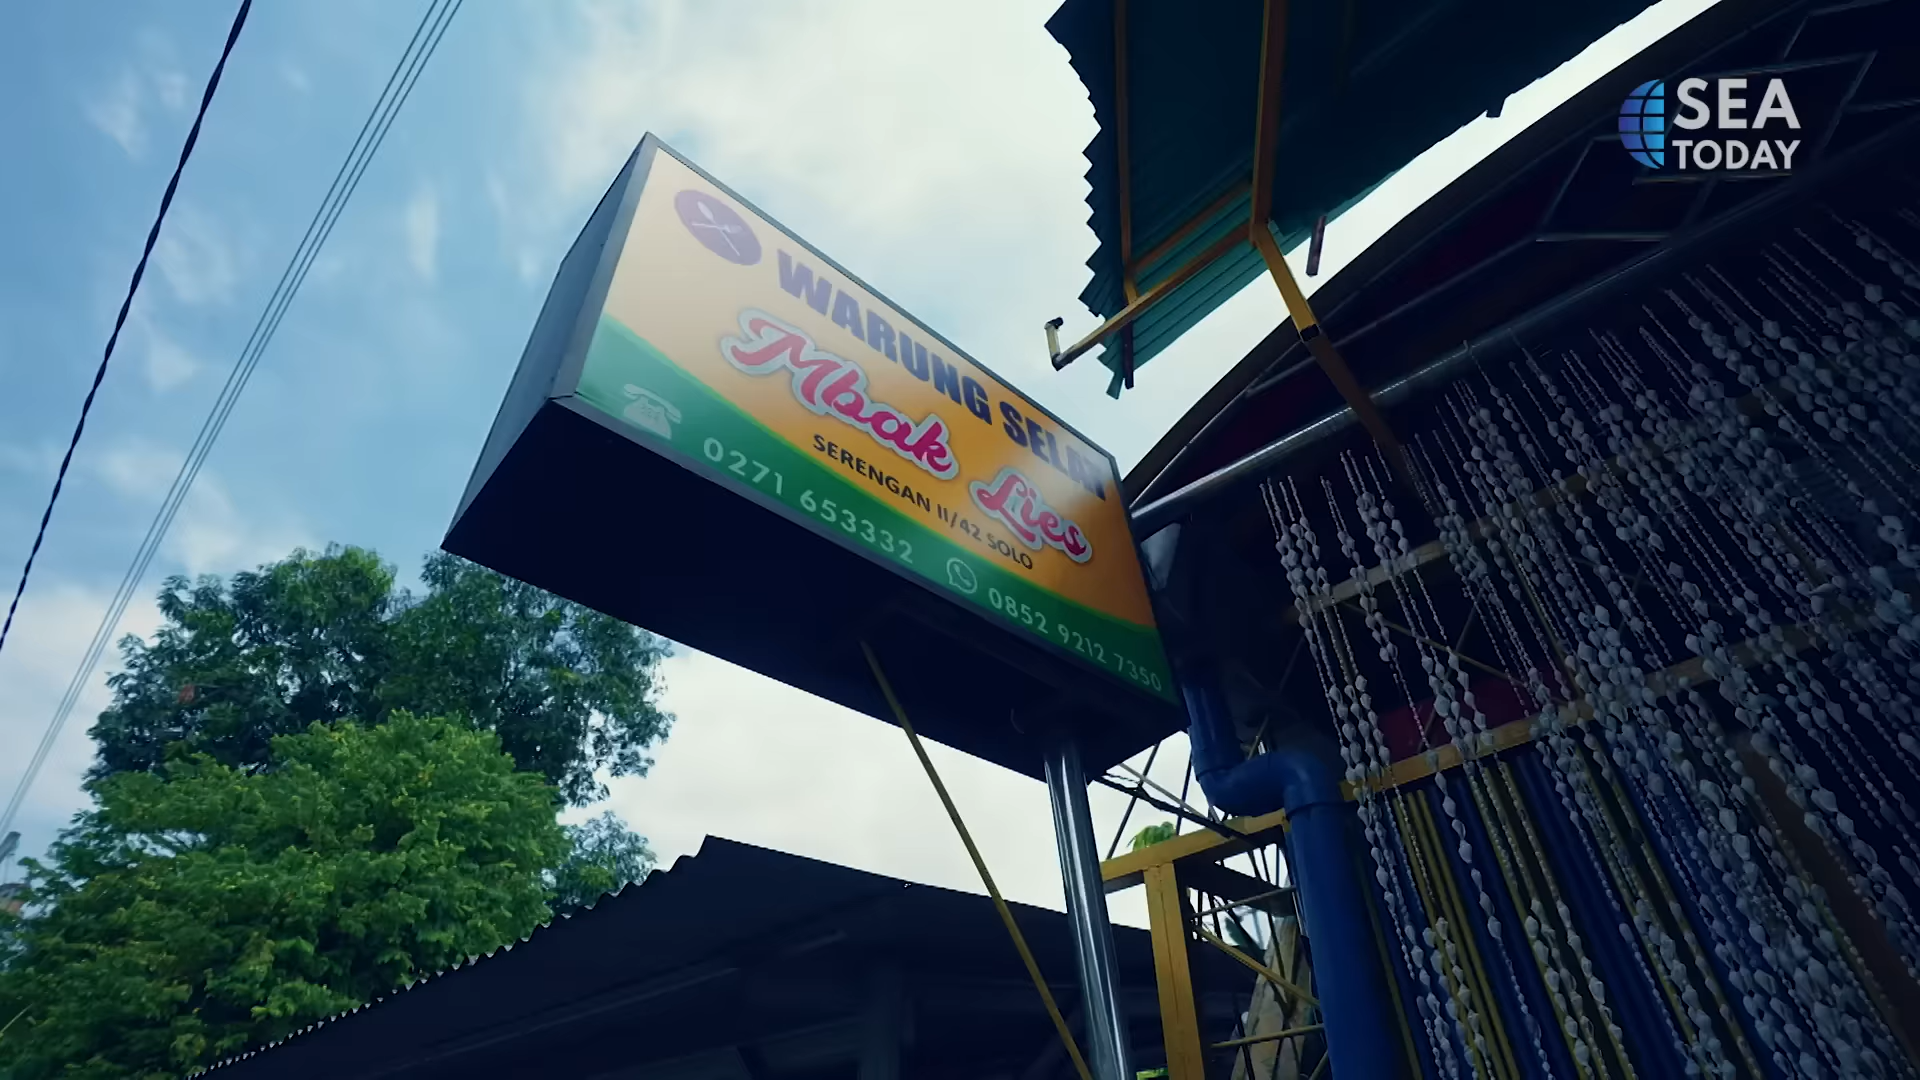 SEA
TODAY
WARUNG SELAT
Mbak Lies
SERENGAN II/42 SOLO
0271 653332 0852 9212 7350